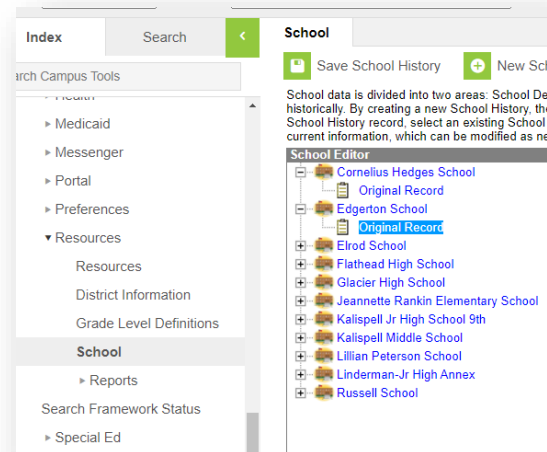 Index
Search
arch Campus Tools
Health
Medicaid
Messenger
Portal
Preferences
Resources
Resources
District Information
Grade Level Definitions
School
Reports
Search Framework Status
Special Ed
School
Save School History
New Sch
School data is divided into two areas: School De
historically. By creating a new School History, th
School History record, select an existing School
current information, which can be modified as ne
School Editor
Cornelius Hedges School
Original Record
Edgerton School
Original Record
Elrod School
Flathead High School
Glacier High School
Jeannette Rankin Elementary School
Kalispell Jr High School 9th
Kalispell Middle School
Lillian Peterson School
Linderman-Jr High Annex
Russell School